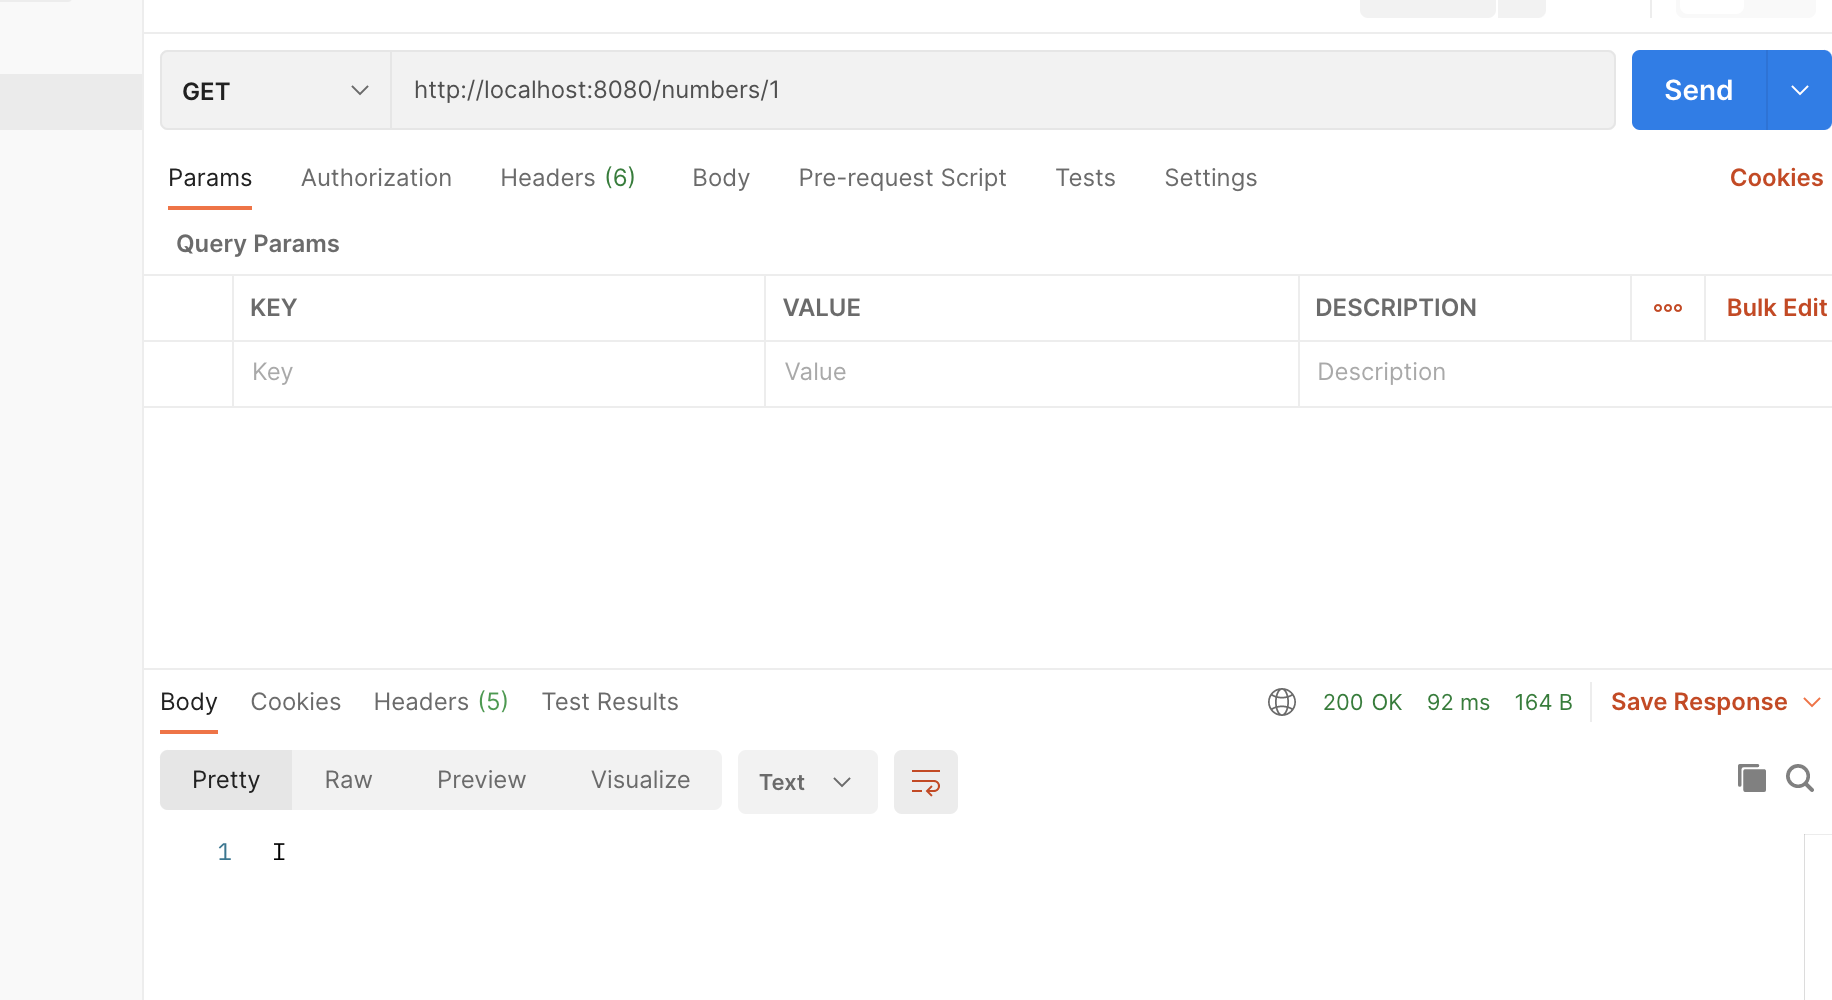 GET http://localhost:8080/numbers/1 Send
Params Authorization Headers (6) Body Pre-request Script Tests Settings Cookies
Query Params
KEY VALUE DESCRIPTION Bulk Edit
Key Value Description
Body Cookies Headers (5) Test Results 200 OK 92 ms 164 B Save Response
Pretty Raw Preview Visualize Text
1 I